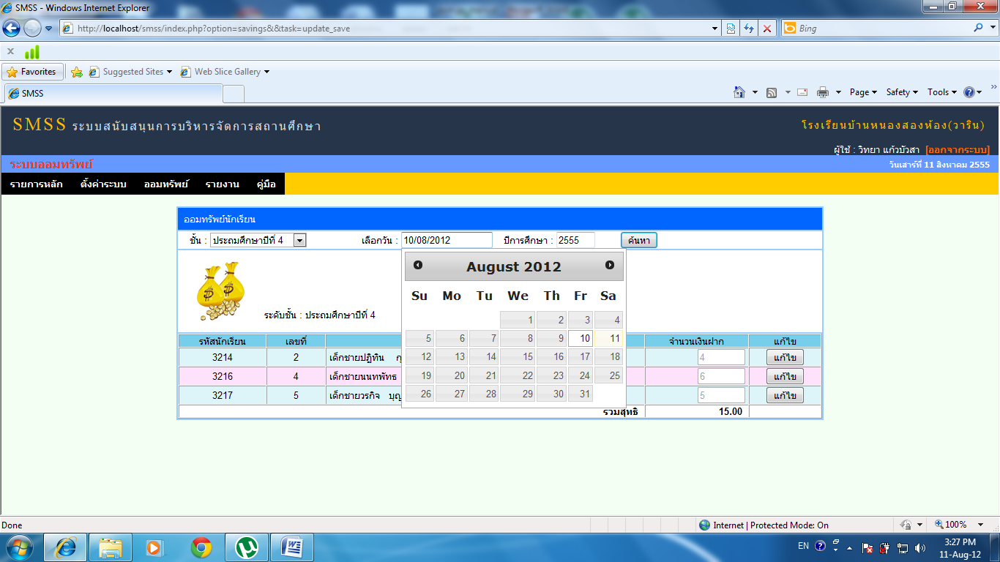 SMSS - Windows Internet Explorer
http://localhost/smss/index.php?option=savings&&task=update_save
Bing
Favorites Suggested Sites Web Slice Gallery
SMSS
Page Safety Tools
SMSS ระบบสนับสนุนการบริหารจัดการสถานศึกษา
โรงเรียนบ้านหนองสองห้อง(วาริน)
ผู้ใช้ : วิทยา แก้วบัวสา [ออกจากระบบ]
ระบบออมทรัพย์
วันเสาร์ที่ 11 สิงหาคม 2555
รายการหลัก ตั้งค่าระบบ ออมทรัพย์ รายงาน คู่มือ
ออมทรัพย์นักเรียน
ชั้น : ประถมศึกษาปีที่ 4 เลือกวัน : 10/08/2012 ปีการศึกษา : 2555 ค้นหา
August 2012
Su Mo Tu We Th Fr Sa
1 2 3 4
5 6 7 8 9 10 11
12 13 14 15 16 17 18
19 20 21 22 23 24 25
26 27 28 29 30 31
ระดับชั้น : ประถมศึกษาปีที่ 4
รหัสนักเรียน เลขที่ จำนวนเงินฝาก แก้ไข
3214 2 เด็กชายปฏิทิน 4 แก้ไข
3216 4 เด็กชายนนทพัทธ 6 แก้ไข
3217 5 เด็กชายวรกิจ 5 แก้ไข
รวมสุทธิ 15.00
Done
Internet | Protected Mode: On
100%
EN
3:27 PM
11-Aug-12